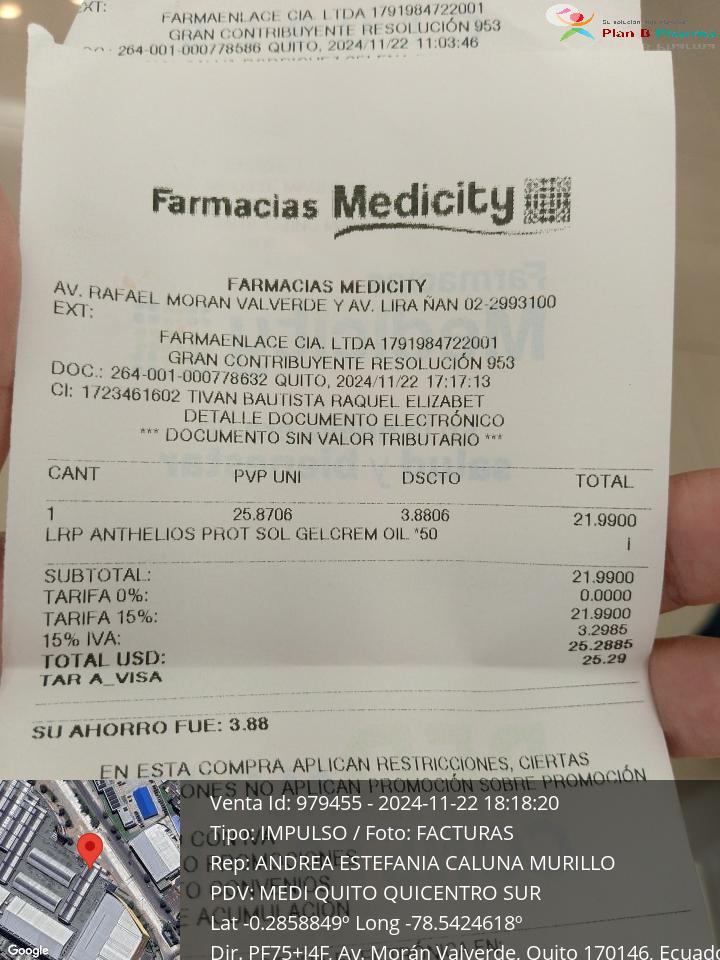 EXT:
FARMAENLACE CIA. LTDA 1791984722001
GRAN CONTRIBUYENTE RESOLUCIÓN 953
264-001-000778586 QUITO, 2024/11/22 11:03:46
Plan B Pharma
Farmacias Medicity
FARMACIAS MEDICITY
AV. RAFAEL MORAN VALVERDE Y AV. LIRA ÑAN 02-2993100
EXT:
FARMAENLACE CIA. LTDA 1791984722001
GRAN CONTRIBUYENTE RESOLUCIÓN 953
DOC.: 264-001-000778632 QUITO, 2024/11/22 17:17:13
CI: 1723461602 TIVAN BAUTISTA RAQUEL ELIZABET
DETALLE DOCUMENTO ELECTRÓNICO
*** DOCUMENTO SIN VALOR TRIBUTARIO ***
CANT PVP UNI DSCTO TOTAL
1 25.8706 3.8806 21.9900
LRP ANTHELIOS PROT SOL GELCREM OIL *50 i
SUBTOTAL: 21.9900
TARIFA 0%: 0.0000
TARIFA 15%: 21.9900
15% IVA: 3.2985
TOTAL USD: 25.2885
TAR A_VISA 25.29
SU AHORRO FUE: 3.88
EN ESTA COMPRA APLICAN RESTRICCIONES, CIERTAS
NO APLICAN PROMOCIÓN SOBRE PROMOCIÓN
Venta Id: 979455 - 2024-11-22 18:18:20
Tipo: IMPULSO / Foto: FACTURAS
Rep: ANDREA ESTEFANIA CALUNA MURILLO
PDV: MEDI QUITO QUICENTRO SUR
Lat -0.2858849º Long -78.5424618º
Dir. PF75+J4F, Av. Morán Valverde, Quito 170146, Ecuado
Google